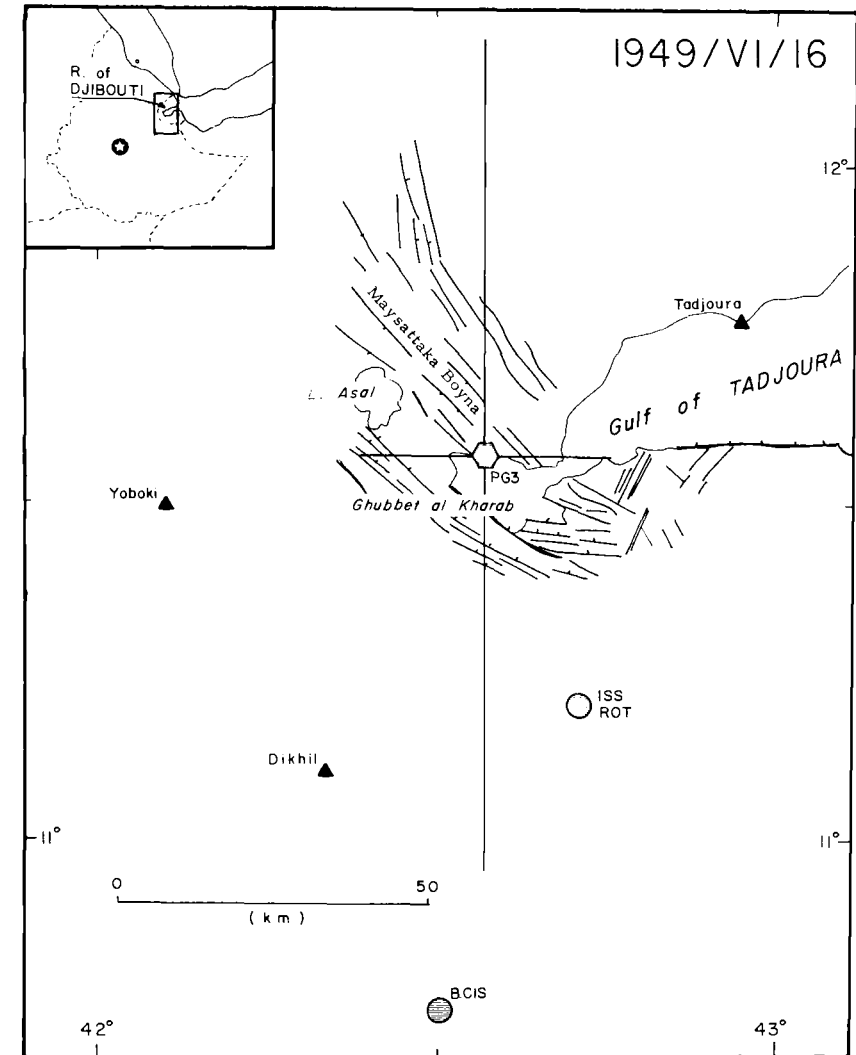 1949/VI/16
R. of
DJIBOUTI
12°
Tadjoura
Maysattaka Boyna
Gulf of TADJOURA
L. Asal
PG3
Yoboki
Ghubbet al Kharab
ISS
ROT
Dikhil
11°
11°
0 50
(km)
BCIS
42°
43°